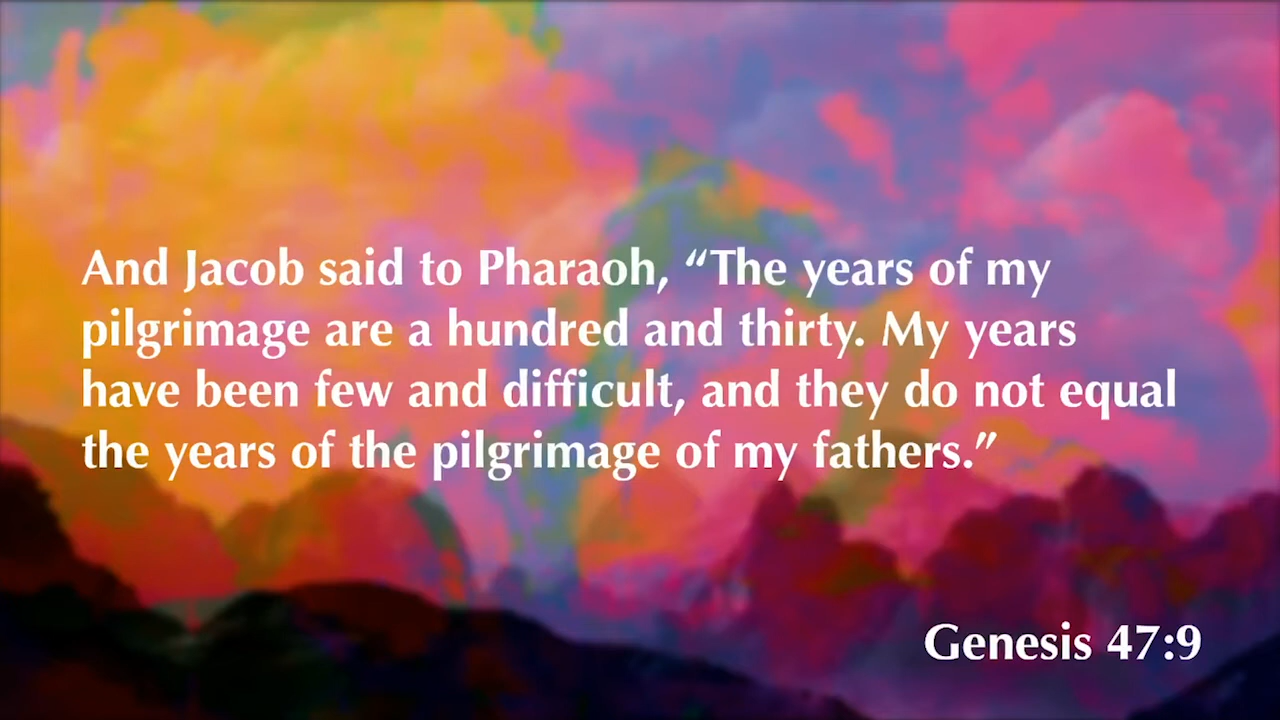 And Jacob said to Pharaoh, “The years of my
pilgrimage are a hundred and thirty. My years
have been few and difficult, and they do not equal
the years of the pilgrimage of my fathers.”
Genesis 47:9